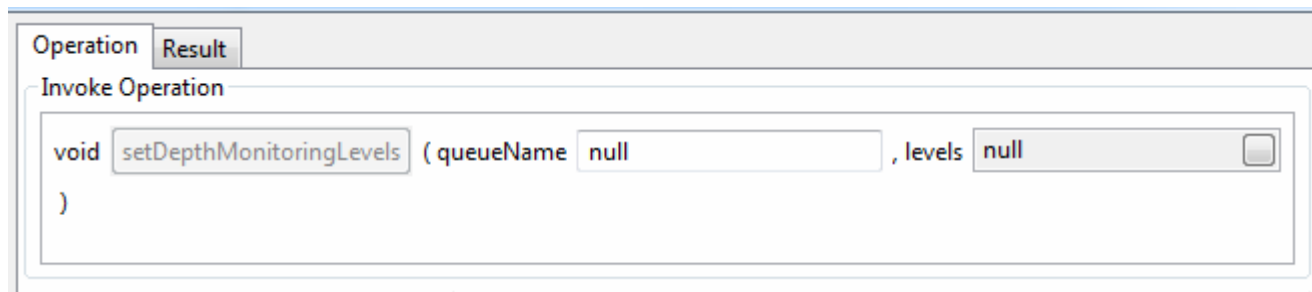 Operation Result
Invoke Operation
void setDepthMonitoringLevels ( queueName null , levels null
)